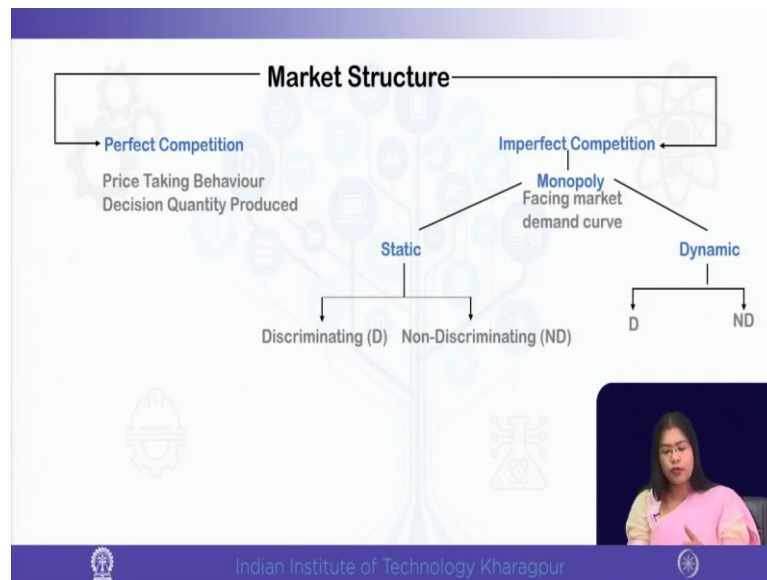 Market Structure
Perfect Competition
Price Taking Behaviour
Decision Quantity Produced
Imperfect Competition
Monopoly
Facing market
demand curve
Static
Dynamic
Discriminating (D)
Non-Discriminating (ND)
D
ND
Indian Institute of Technology Kharagpur